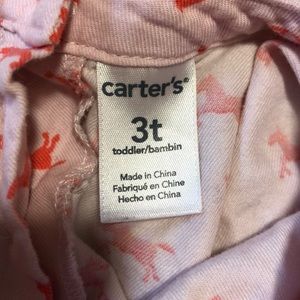 carter's®
3t
toddler/bambin
Made in China
Fabriqué en Chine
Hecho en China